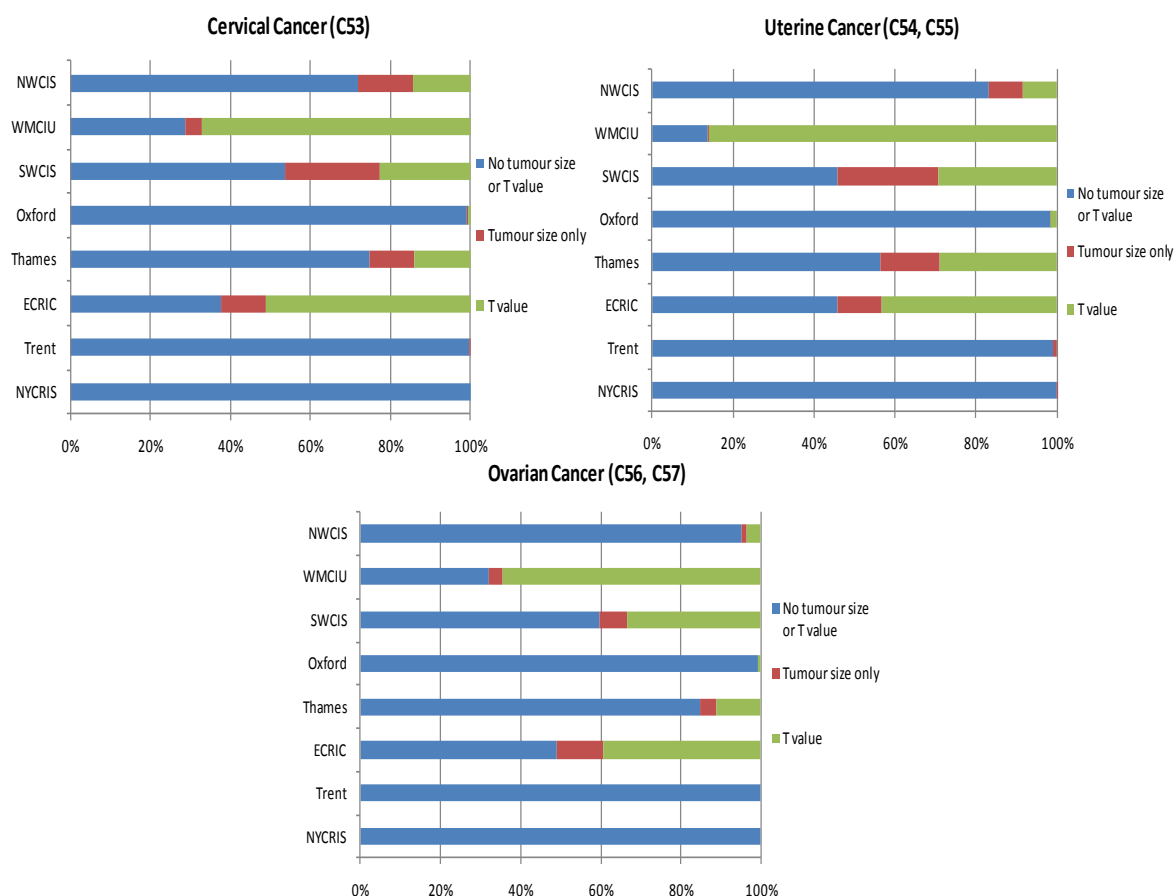 Cervical Cancer (C53)
NWCIS
WMCIU
SWCIS
Oxford
Thames
ECRIC
Trent
NYCRIS
0% 20% 40% 60% 80% 100%
No tumour size
or T value
Tumour size only
T value
Uterine Cancer (C54, C55)
NWCIS
WMCIU
SWCIS
Oxford
Thames
ECRIC
Trent
NYCRIS
0% 20% 40% 60% 80% 100%
No tumour size
or T value
Tumour size only
T value
Ovarian Cancer (C56, C57)
NWCIS
WMCIU
SWCIS
Oxford
Thames
ECRIC
Trent
NYCRIS
0% 20% 40% 60% 80% 100%
No tumour size
or T value
Tumour size only
T value